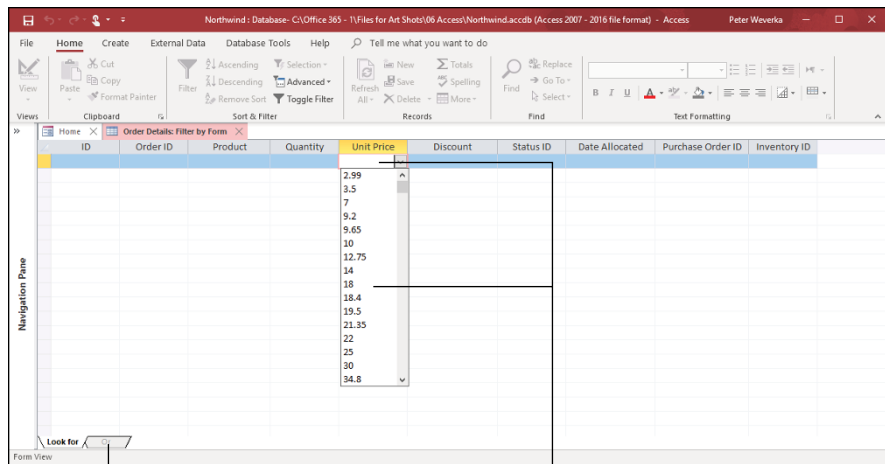 Northwind : Database- C:\Office 365 - 1\Files for Art Shots\06 Access\Northwind.accdb (Access 2007 - 2016 file format) - Access Peter Weverka
File Home Create External Data Database Tools Help Tell me what you want to do
View
Paste
Cut
Copy
Format Painter
Filter
Ascending
Descending
Remove Sort
Selection
Advanced
Toggle Filter
Refresh
All
New
Save
Delete
Totals
Spelling
More
Find
Replace
Go To
Select
B I U A
Views Clipboard Sort & Filter Records Find Text Formatting
Home Order Details: Filter by Form
ID Order ID Product Quantity Unit Price Discount Status ID Date Allocated Purchase Order ID Inventory ID
2.99
3.5
7
9.2
9.65
10
12.75
14
18
18.4
19.5
21.35
22
25
30
34.8
Navigation Pane
Look for Or
Form View